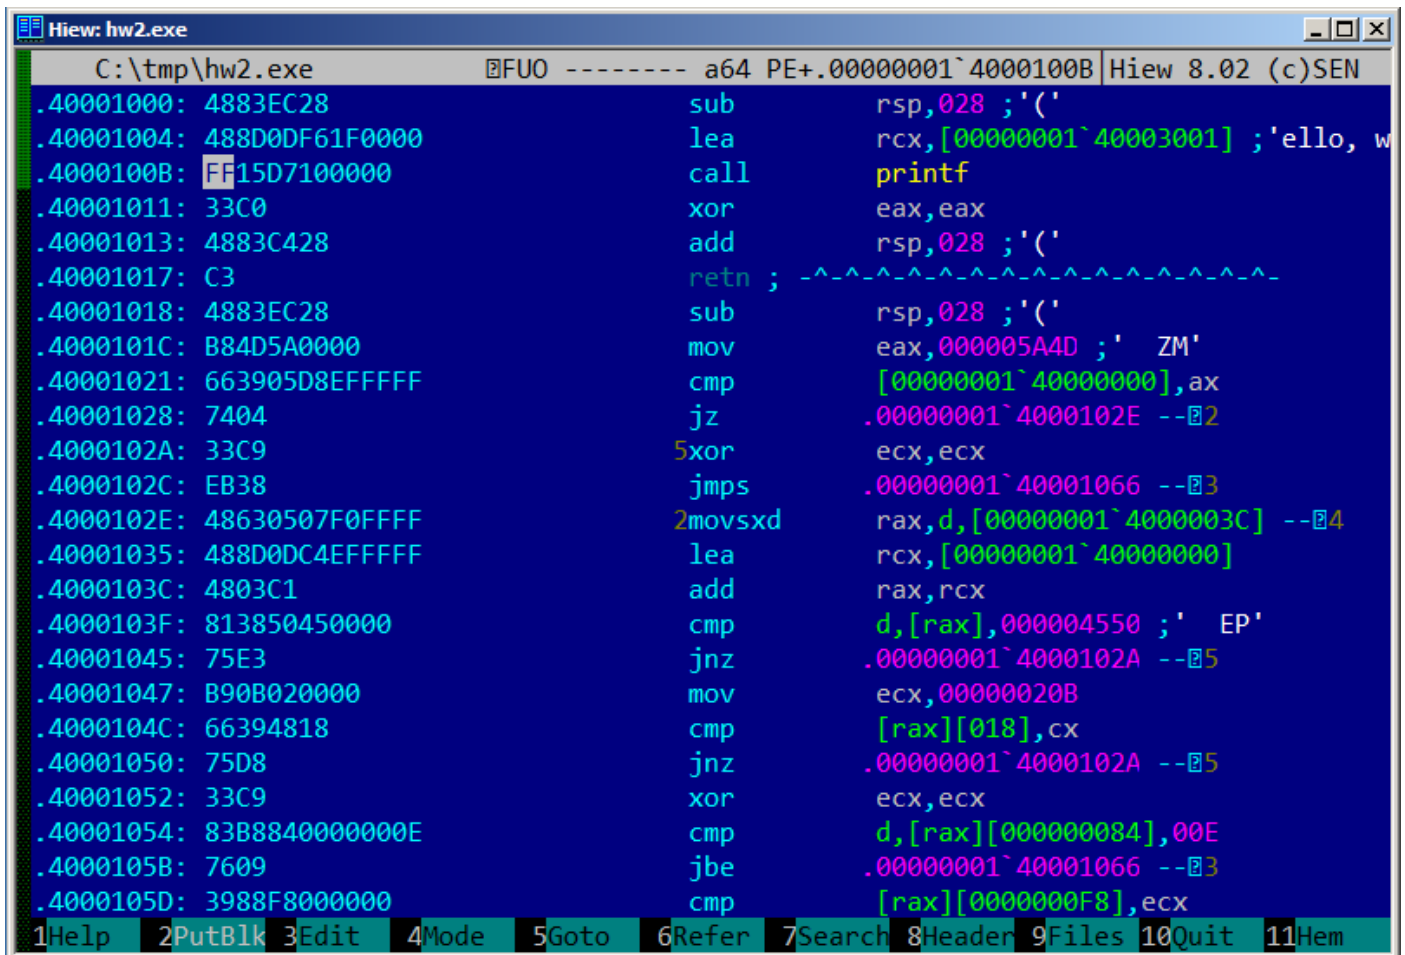 Hiew: hw2.exe
C:\tmp\hw2.exe FUO -------- a64 PE+.00000001`4000100B|Hiew 8.02 (c)SEN
.40001000: 4883EC28 sub rsp,028 ;'('
.40001004: 488D0DF61F0000 lea rcx,[00000001`40003001] ;'ello, w
.4000100B: FF15D7100000 call printf
.40001011: 33C0 xor eax,eax
.40001013: 4883C428 add rsp,028 ;'('
.40001017: C3 retn ; -^-^-^-^-^-^-^-^-^-^-^-^-^-^-^-
.40001018: 4883EC28 sub rsp,028 ;'('
.4000101C: B84D5A0000 mov eax,000005A4D ;'  ZM'
.40001021: 663905D8EFFFFF cmp [00000001`40000000],ax
.40001028: 7404 jz .00000001`4000102E --2
.4000102A: 33C9 5xor ecx,ecx
.4000102C: EB38 jmps .00000001`40001066 --3
.4000102E: 48630507F0FFFF 2movsxd rax,d,[00000001`4000003C] --4
.40001035: 488D0DC4EFFFFF lea rcx,[00000001`40000000]
.4000103C: 4803C1 add rax,rcx
.4000103F: 813850450000 cmp d,[rax],000004550 ;'  EP'
.40001045: 75E3 jnz .00000001`4000102A --5
.40001047: B90B020000 mov ecx,00000020B
.4000104C: 66394818 cmp [rax][018],cx
.40001050: 75D8 jnz .00000001`4000102A --5
.40001052: 33C9 xor ecx,ecx
.40001054: 83B8840000000E cmp d,[rax][000000084],00E
.4000105B: 7609 jbe .00000001`40001066 --3
.4000105D: 3988F8000000 cmp [rax][0000000F8],ecx
1Help 2PutBlk 3Edit 4Mode 5Goto 6Refer 7Search 8Header 9Files 10Quit 11Hem